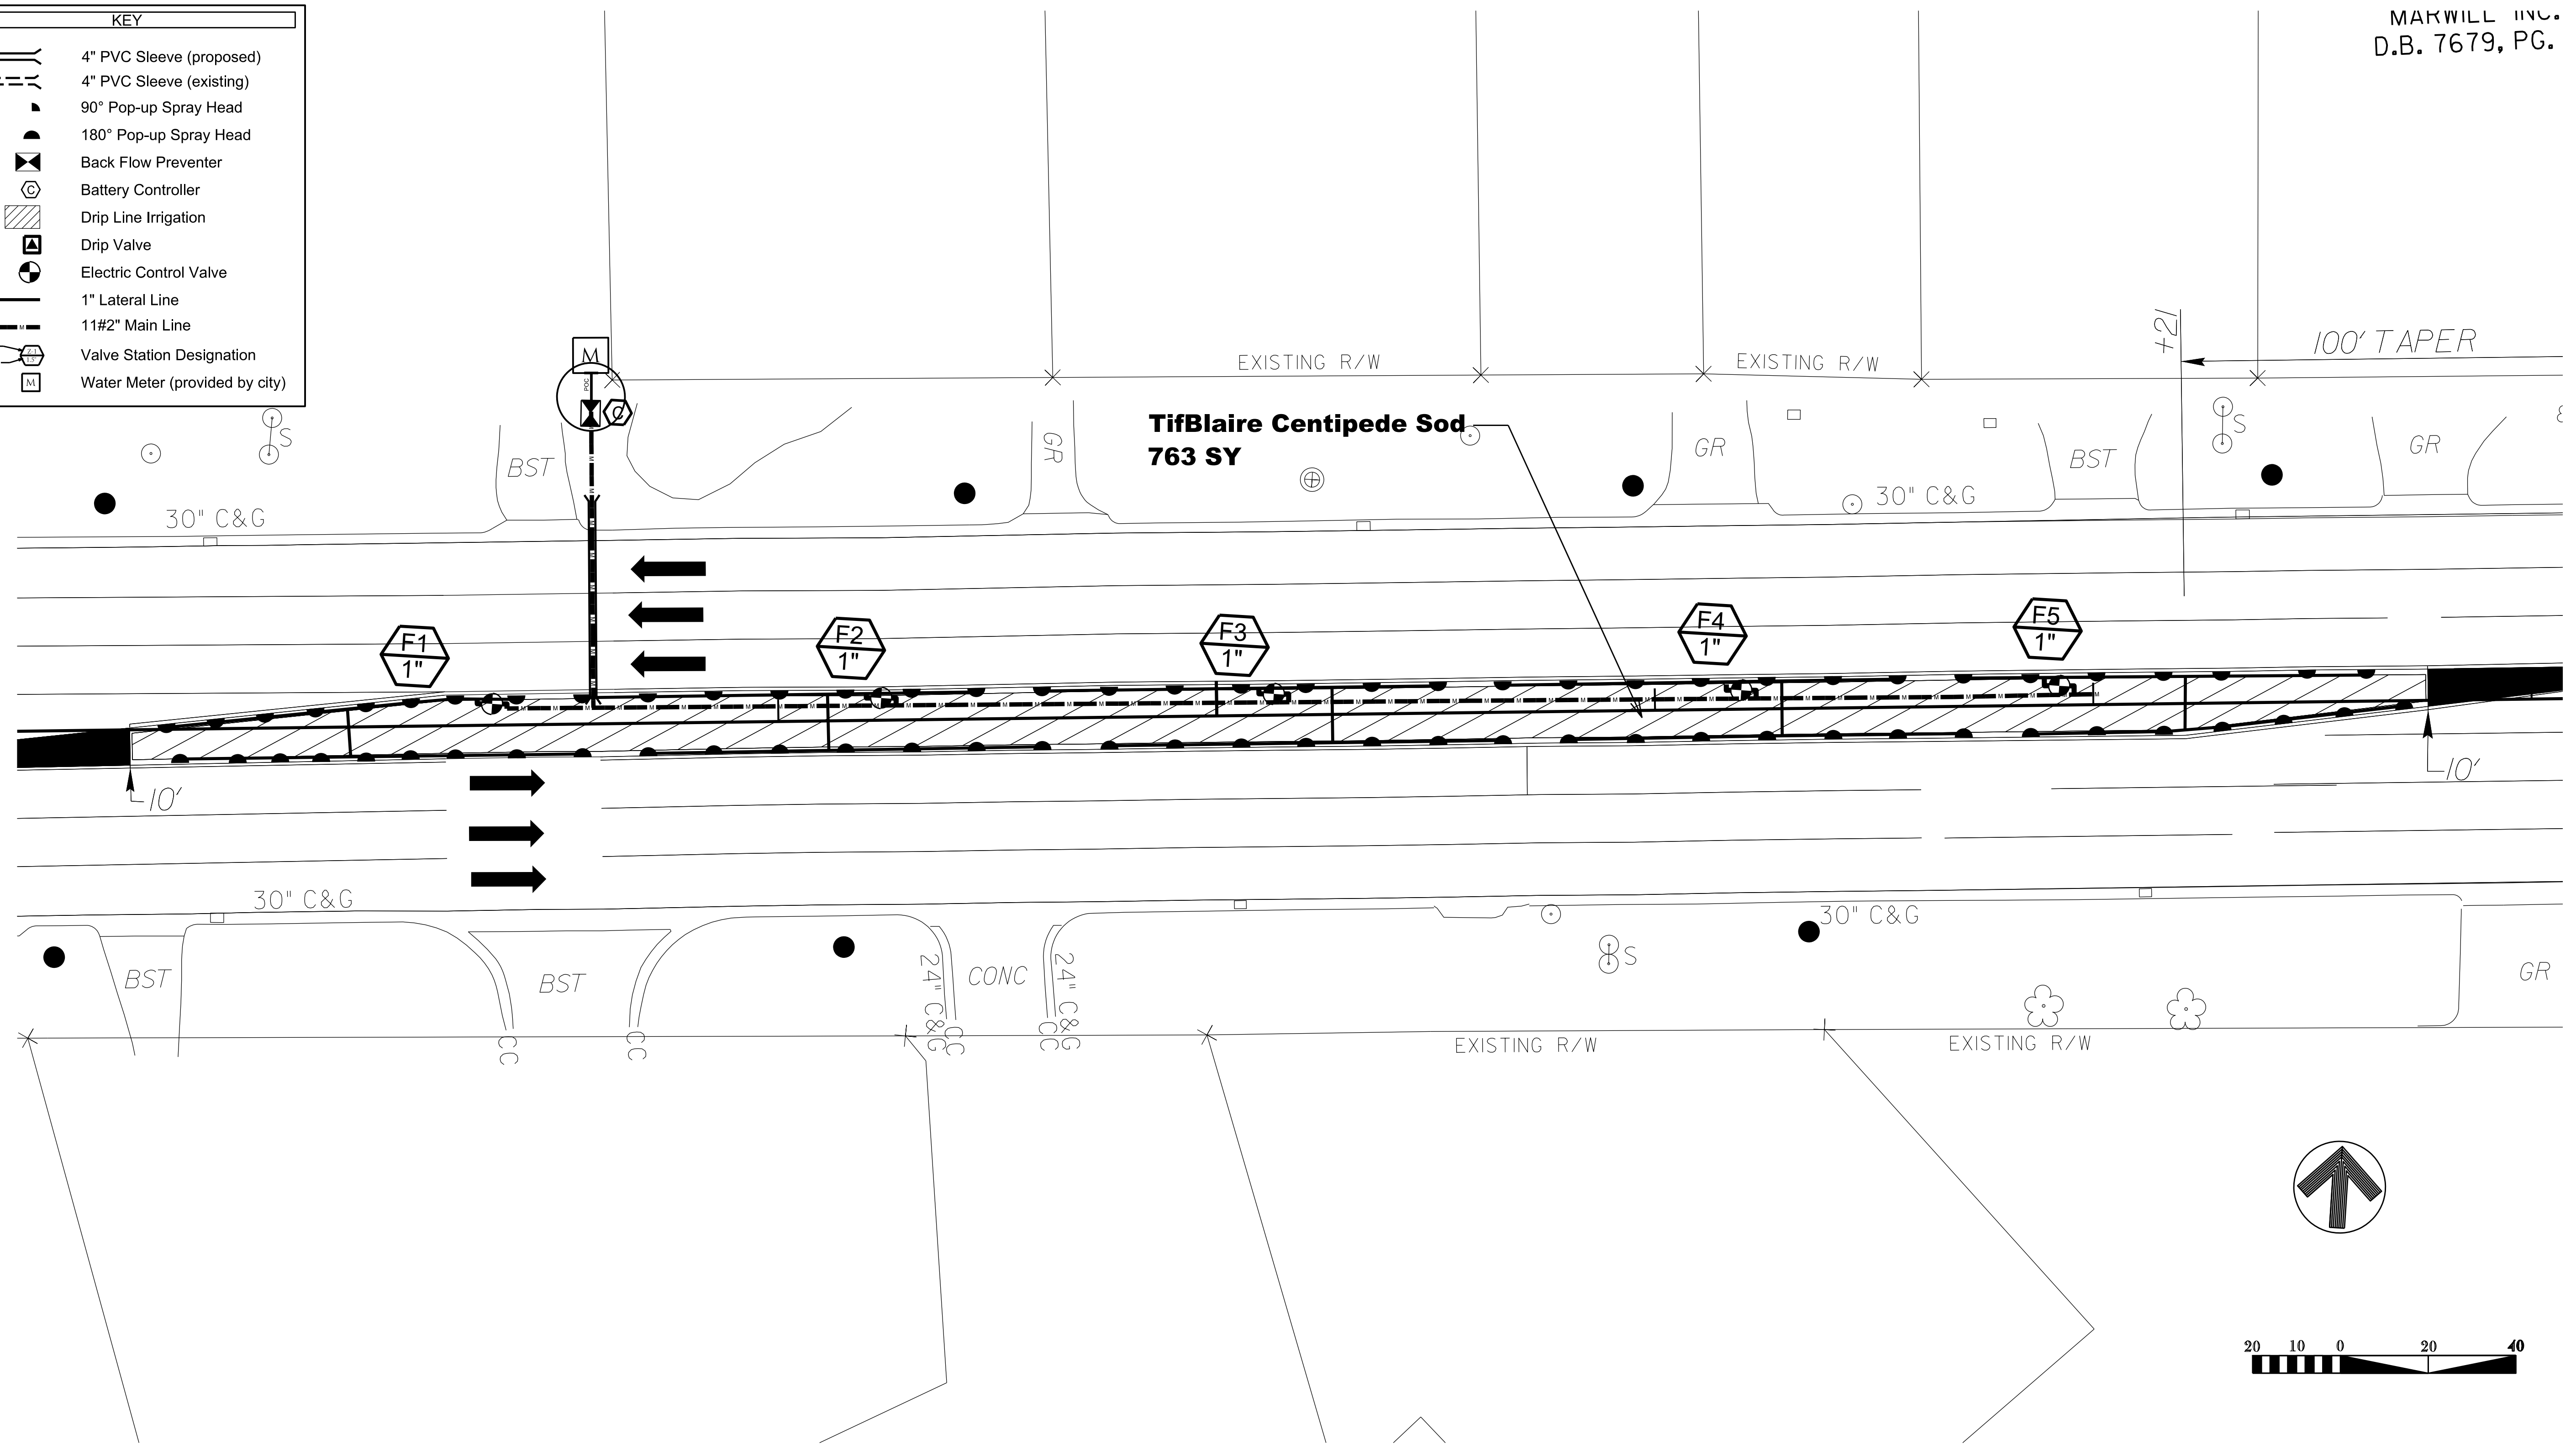 KEY
4" PVC Sleeve (proposed)
4" PVC Sleeve (existing)
90° Pop-up Spray Head
180° Pop-up Spray Head
Back Flow Preventer
C
Battery Controller
Drip Line Irrigation
Drip Valve
Electric Control Valve
1" Lateral Line
M
11#2" Main Line
Valve Station Designation
M
Water Meter (provided by city)
MARWILL INC.
D.B. 7679, PG.
+21
100' TAPER
M
POC
C
EXISTING R/W
EXISTING R/W
TifBlaire Centipede Sod
763 SY
S
BST
GR
GR
BST
S
GR
30" C&G
30" C&G
F1
1"
F2
1"
F3
1"
F4
1"
F5
1"
10'
10'
30" C&G
30" C&G
BST
BST
24" C&G
CONC
24" C&G
S
GR
CC
CC
CC
CC
EXISTING R/W
EXISTING R/W
20 10 0 20 40